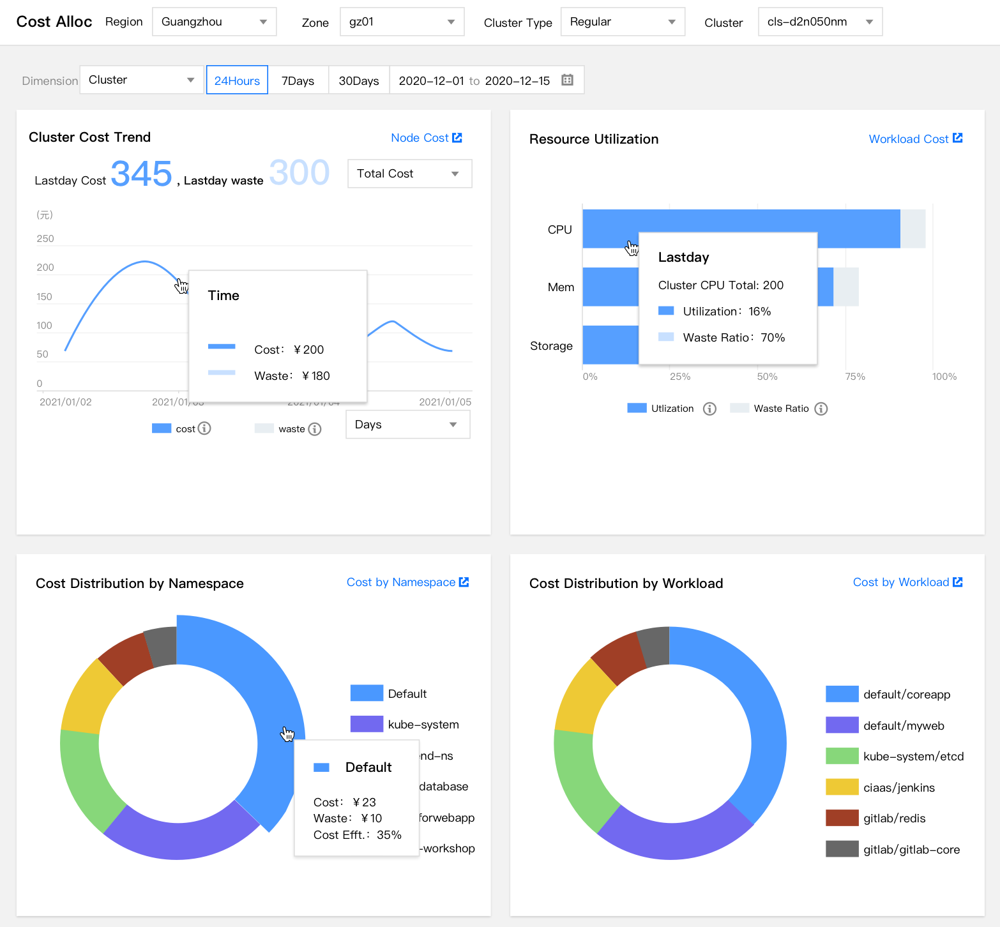 Cost Alloc Region Guangzhou Zone gz01 Cluster Type Regular Cluster cls-d2n050nm
Dimension Cluster 24Hours 7Days 30Days 2020-12-01 to 2020-12-15
Cluster Cost Trend Node Cost
Lastday Cost 345 , Lastday waste 300 Total Cost
(元)
250
200
150
100
50
0
Time
Cost: ¥200
Waste: ¥180
2021/01/02 2021/01/03 2021/01/04 2021/01/05
cost waste Days
Resource Utilization Workload Cost
CPU
Mem
Storage
Lastday
Cluster CPU Total: 200
Utilization: 16%
Waste Ratio: 70%
0% 25% 50% 75% 100%
Utlization Waste Ratio
Cost Distribution by Namespace Cost by Namespace
Default
kube-system
end-ns
database
forwebapp
-workshop
Default
Cost: ¥23
Waste: ¥10
Cost Efft.: 35%
Cost Distribution by Workload Cost by Workload
default/coreapp
default/myweb
kube-system/etcd
ciaas/jenkins
gitlab/redis
gitlab/gitlab-core